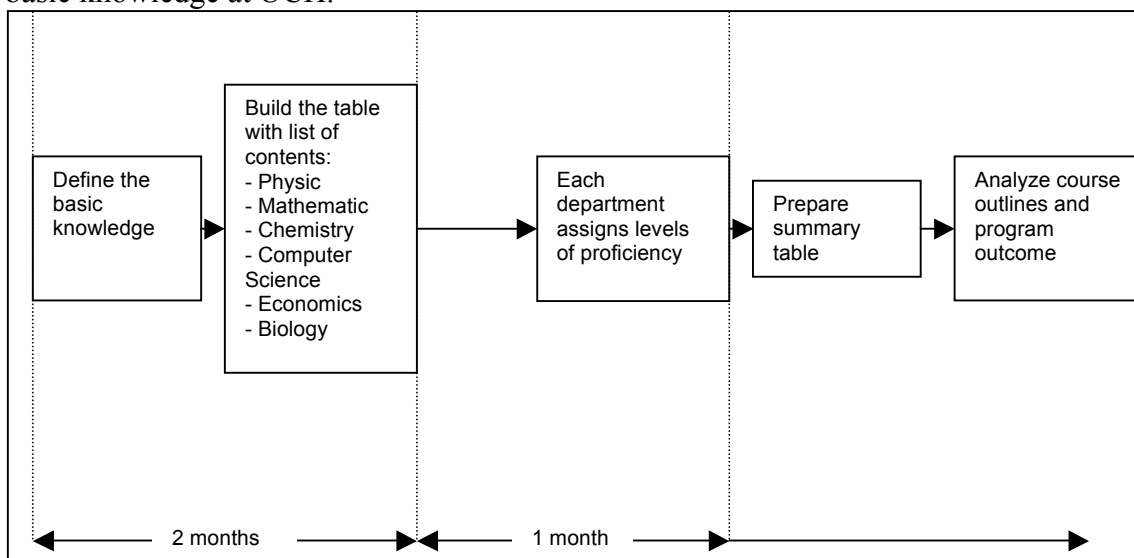 basic knowledge at UCH.
Define the
basic
knowledge
Build the table
with list of
contents:
- Physic
- Mathematic
- Chemistry
- Computer
Science
- Economics
- Biology
Each
department
assigns levels
of proficiency
Prepare
summary
table
Analyze course
outlines and
program
outcome
2 months
1 month